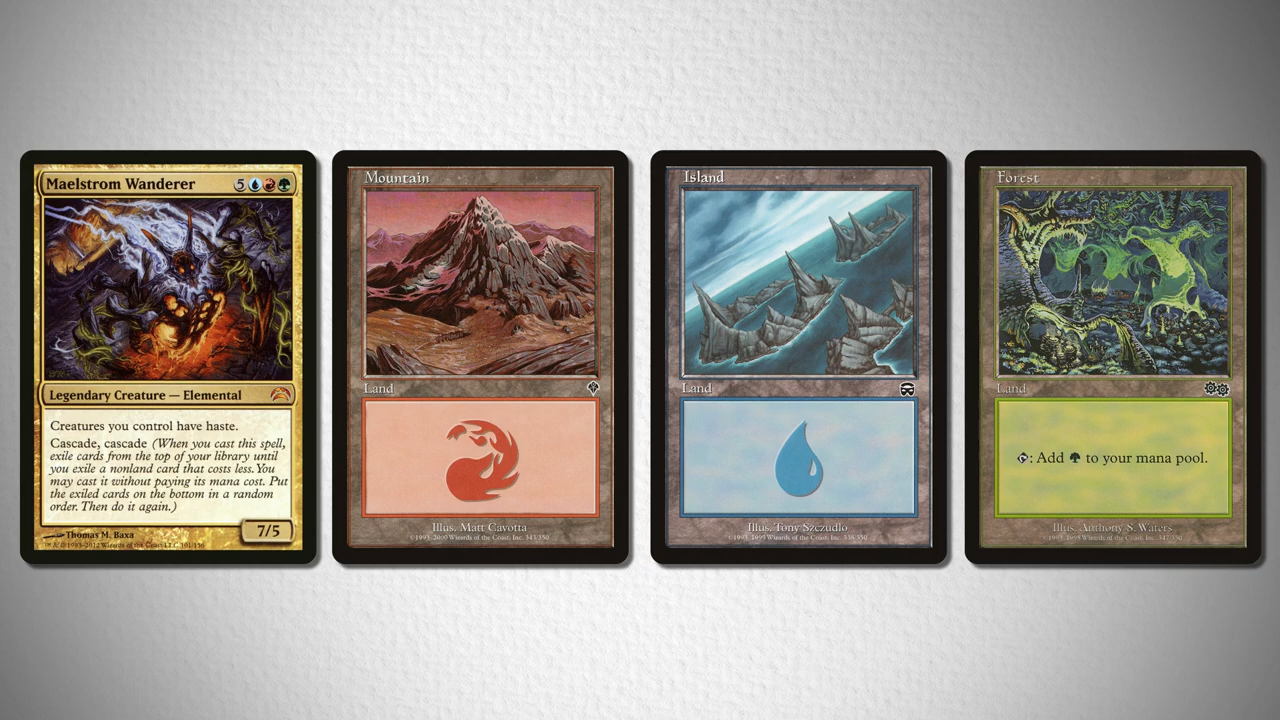 Maelstrom Wanderer
5
Legendary Creature — Elemental
Creatures you control have haste.
Cascade, cascade (When you cast this spell,
exile cards from the top of your library until
you exile a nonland card that costs less. You
may cast it without paying its mana cost. Put
the exiled cards on the bottom in a random
order. Then do it again.)
7/5
Thomas M. Baxa
Mountain
Land
Illus. Matt Cavotta
Island
Land
Illus. Tony Szczudlo
Forest
Land
: Add to your mana pool.
Illus. Anthony S. Waters